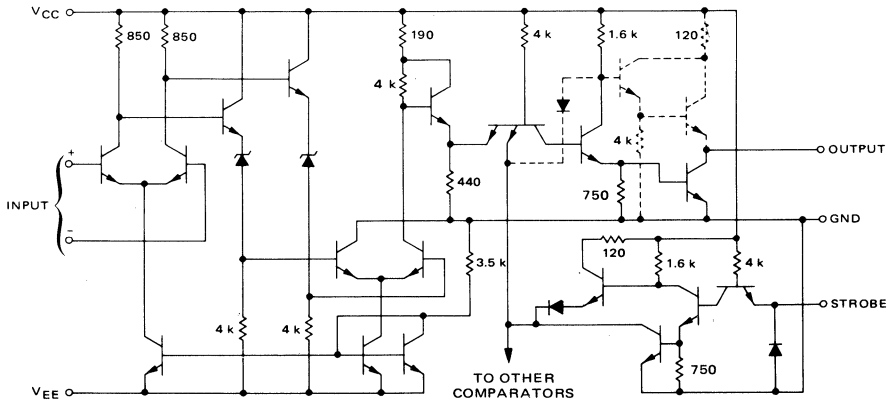 VCC
850
850
190
4 k
4 k
1.6 k
120
4 k
OUTPUT
+
INPUT
−
440
750
GND
3.5 k
120
1.6 k
4 k
STROBE
4 k
4 k
750
TO OTHER
COMPARATORS
VEE